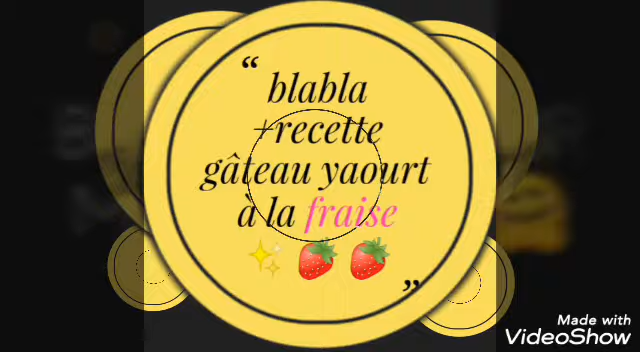 “
blabla
+recette
gâteau yaourt
à la fraise
”
Made with
VideoShow